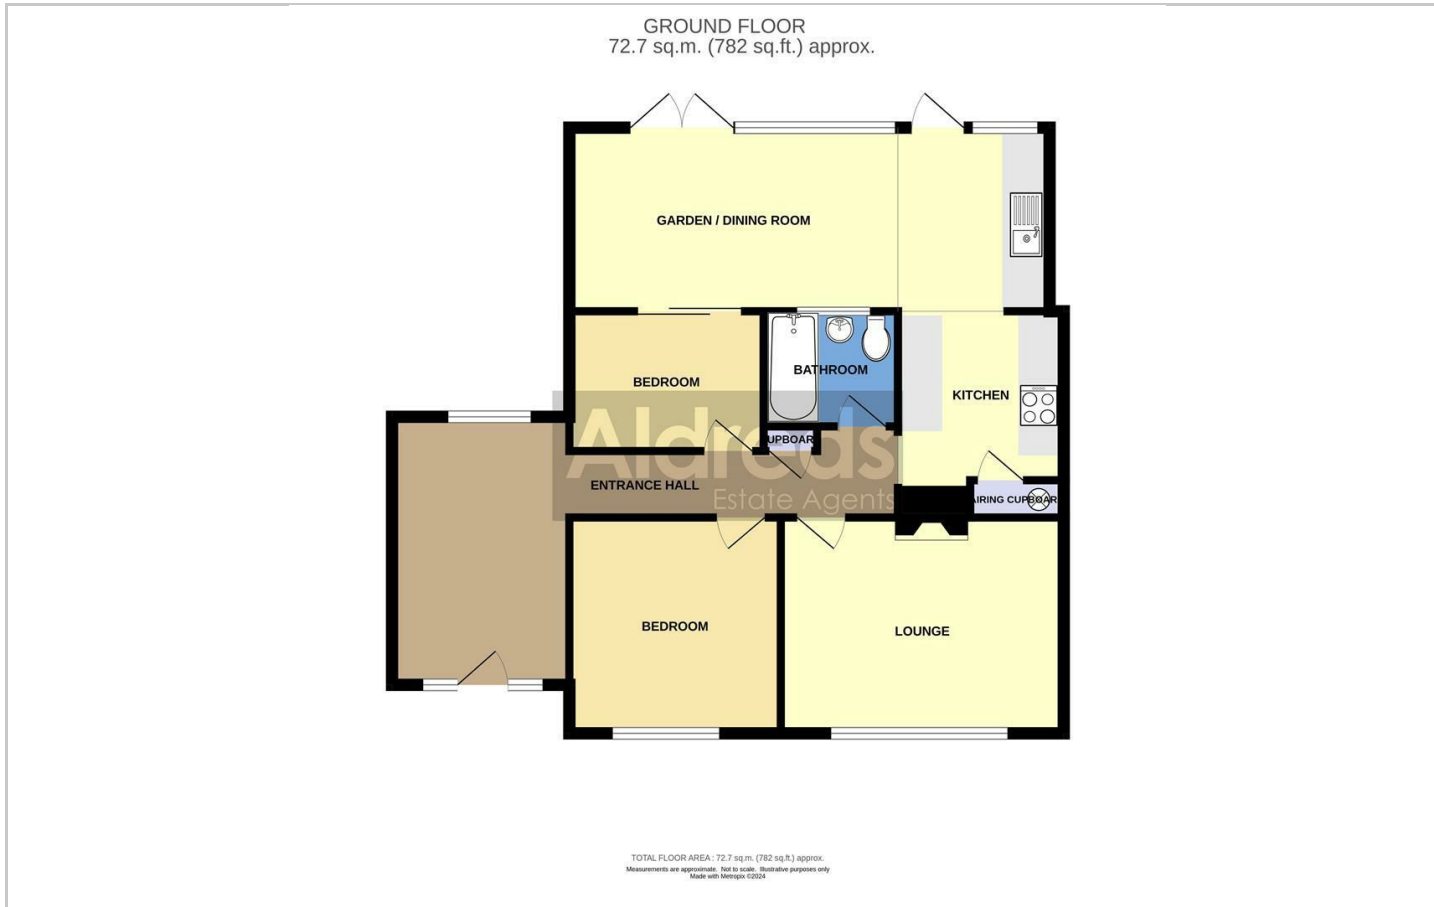 GROUND FLOOR
72.7 sq.m. (782 sq.ft.) approx.
GARDEN / DINING ROOM
BATHROOM
BEDROOM
KITCHEN
UPBOAR
Aldreds
ENTRANCE HALL
Estate Agents
AIRING CUPBOAR
BEDROOM
LOUNGE
TOTAL FLOOR AREA : 72.7 sq.m. (782 sq.ft.) approx.
Measurements are approximate. Not to scale. Illustrative purposes only
Made with Metropix ©2024